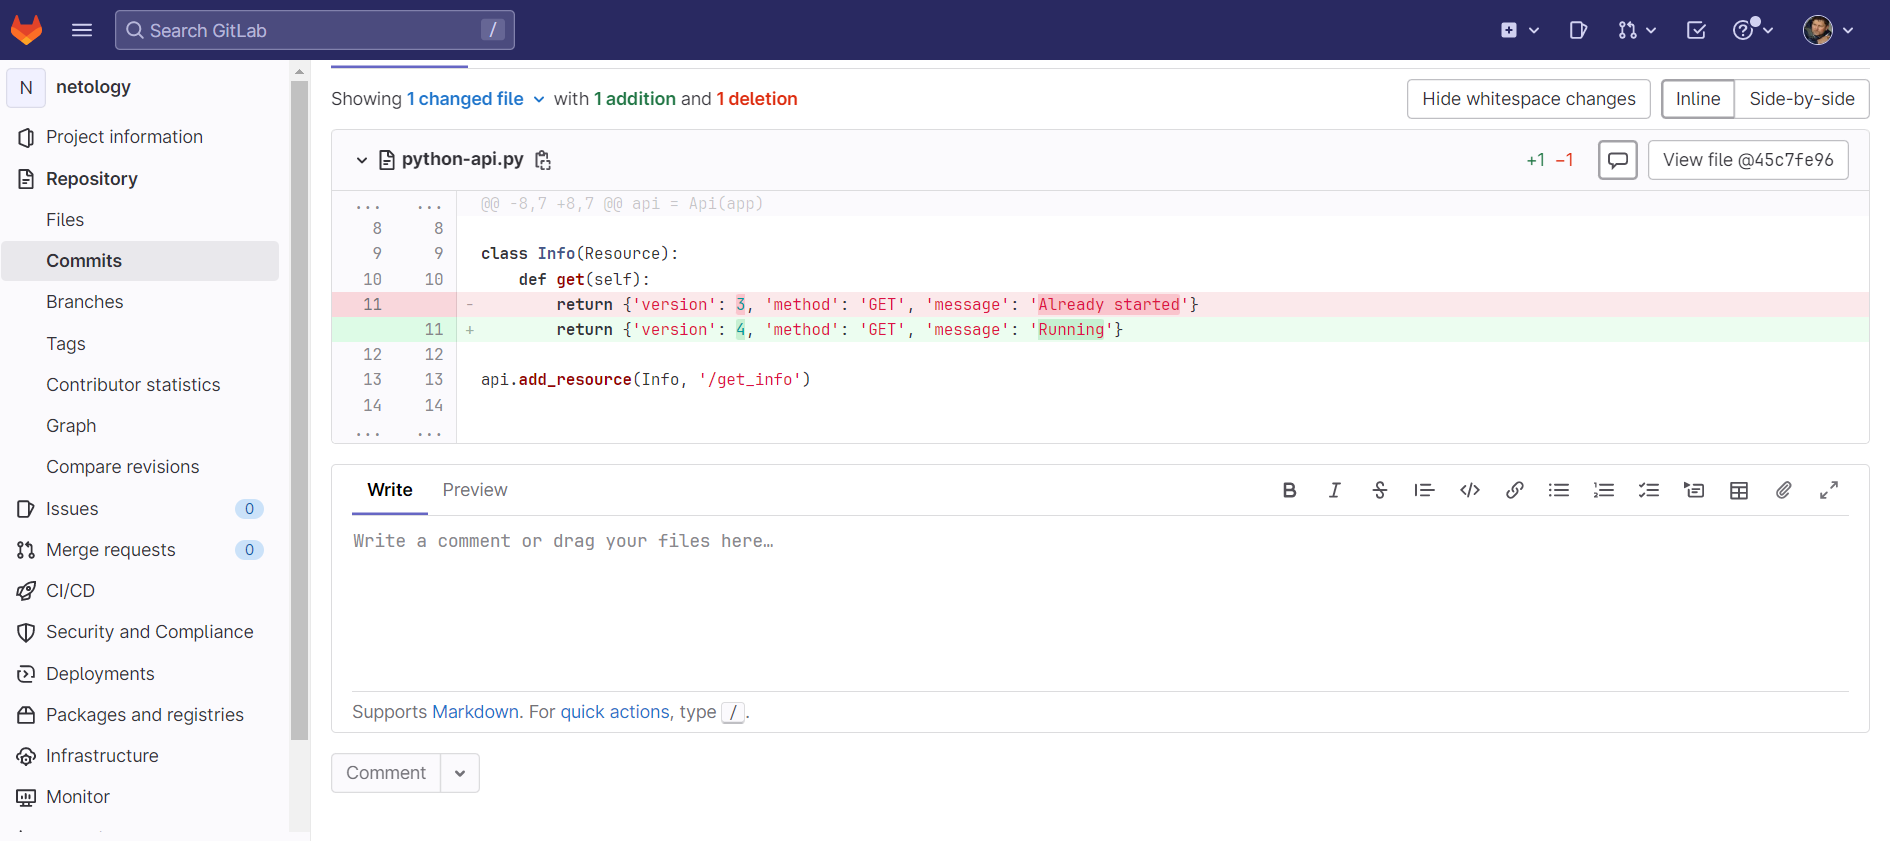 Search GitLab /
N netology
Project information
Repository
Files
Commits
Branches
Tags
Contributor statistics
Graph
Compare revisions
Issues 0
Merge requests 0
CI/CD
Security and Compliance
Deployments
Packages and registries
Infrastructure
Monitor
Showing 1 changed file with 1 addition and 1 deletion
Hide whitespace changes Inline Side-by-side
python-api.py +1 −1 View file @45c7fe96
... ... @@ -8,7 +8,7 @@ api = Api(app)
8 8
9 9 class Info(Resource):
10 10 def get(self):
11 - return {'version': 3, 'method': 'GET', 'message': 'Already started'}
11 + return {'version': 4, 'method': 'GET', 'message': 'Running'}
12 12
13 13 api.add_resource(Info, '/get_info')
14 14
... ...
Write Preview
Write a comment or drag your files here…
Supports Markdown. For quick actions, type /.
Comment